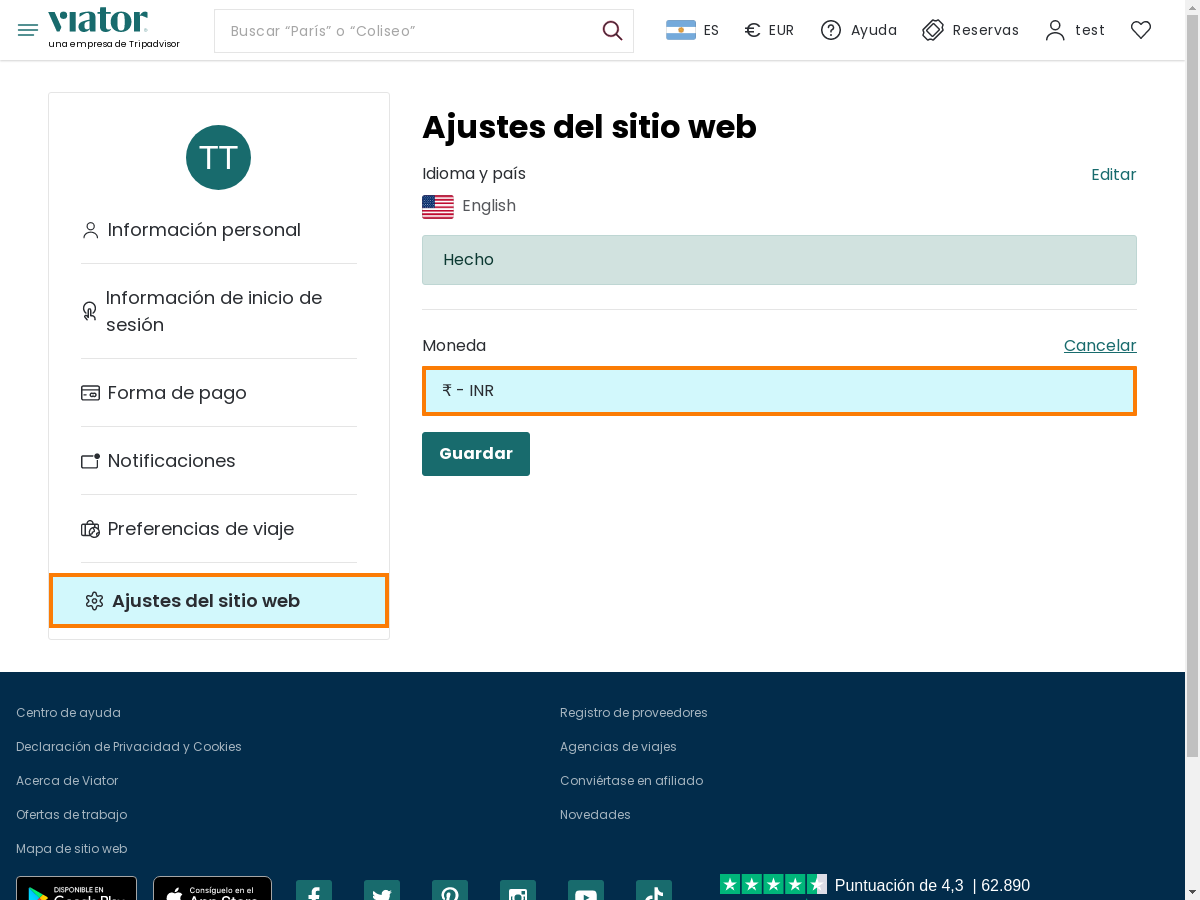 viator
una empresa de Tripadvisor
Buscar “París” o “Coliseo”
ES
€ EUR
Ayuda
Reservas
test
TT
Información personal
Información de inicio de
sesión
Forma de pago
Notificaciones
Preferencias de viaje
Ajustes del sitio web
Ajustes del sitio web
Idioma y país
Editar
English
Hecho
Moneda
Cancelar
₹ - INR
Guardar
Centro de ayuda
Declaración de Privacidad y Cookies
Acerca de Viator
Ofertas de trabajo
Mapa de sitio web
Registro de proveedores
Agencias de viajes
Conviértase en afiliado
Novedades
DISPONIBLE EN
Google Play
Consíguelo en el
App Store
Puntuación de 4,3 | 62.890